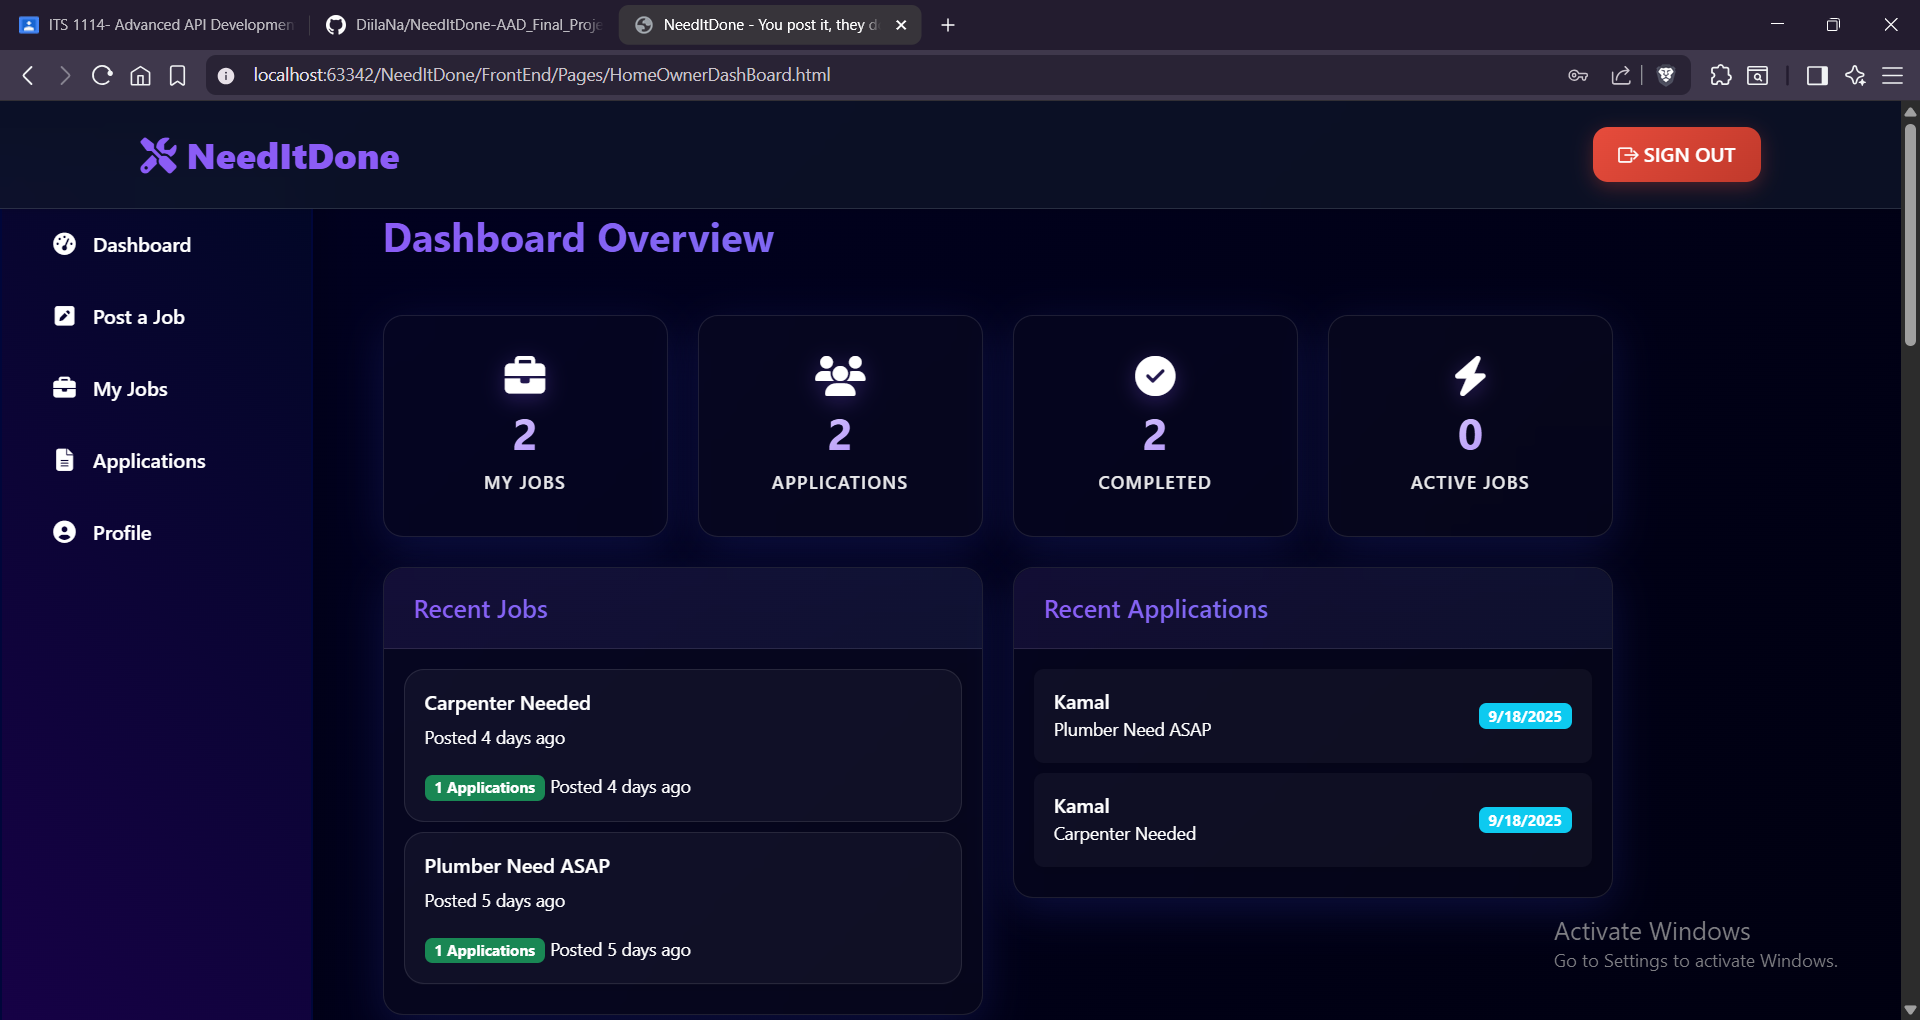 ITS 1114- Advanced API Developmen
DiilaNa/NeedItDone-AAD_Final_Proje
NeedItDone - You post it, they d
localhost:63342/NeedItDone/FrontEnd/Pages/HomeOwnerDashBoard.html
NeedItDone
SIGN OUT
Dashboard
Post a Job
My Jobs
Applications
Profile
Dashboard Overview
2
MY JOBS
2
APPLICATIONS
2
COMPLETED
0
ACTIVE JOBS
Recent Jobs
Carpenter Needed
Posted 4 days ago
1 Applications Posted 4 days ago
Plumber Need ASAP
Posted 5 days ago
1 Applications Posted 5 days ago
Recent Applications
Kamal
Plumber Need ASAP
9/18/2025
Kamal
Carpenter Needed
9/18/2025
Activate Windows
Go to Settings to activate Windows.